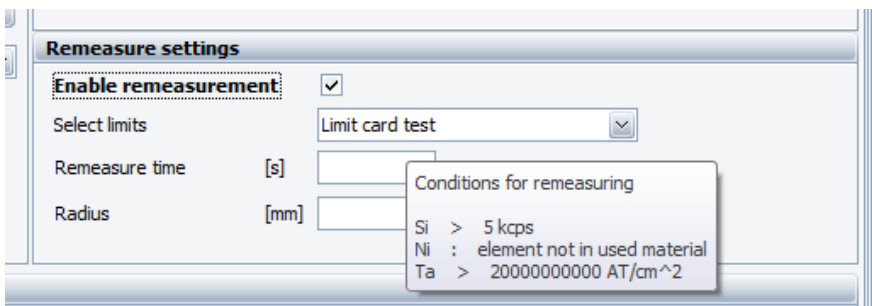 Remeasure settings
Enable remeasurement
Select limits Limit card test
Remeasure time [s]
Conditions for remeasuring
Radius [mm]
Si > 5 kcps
Ni : element not in used material
Ta > 20000000000 AT/cm^2